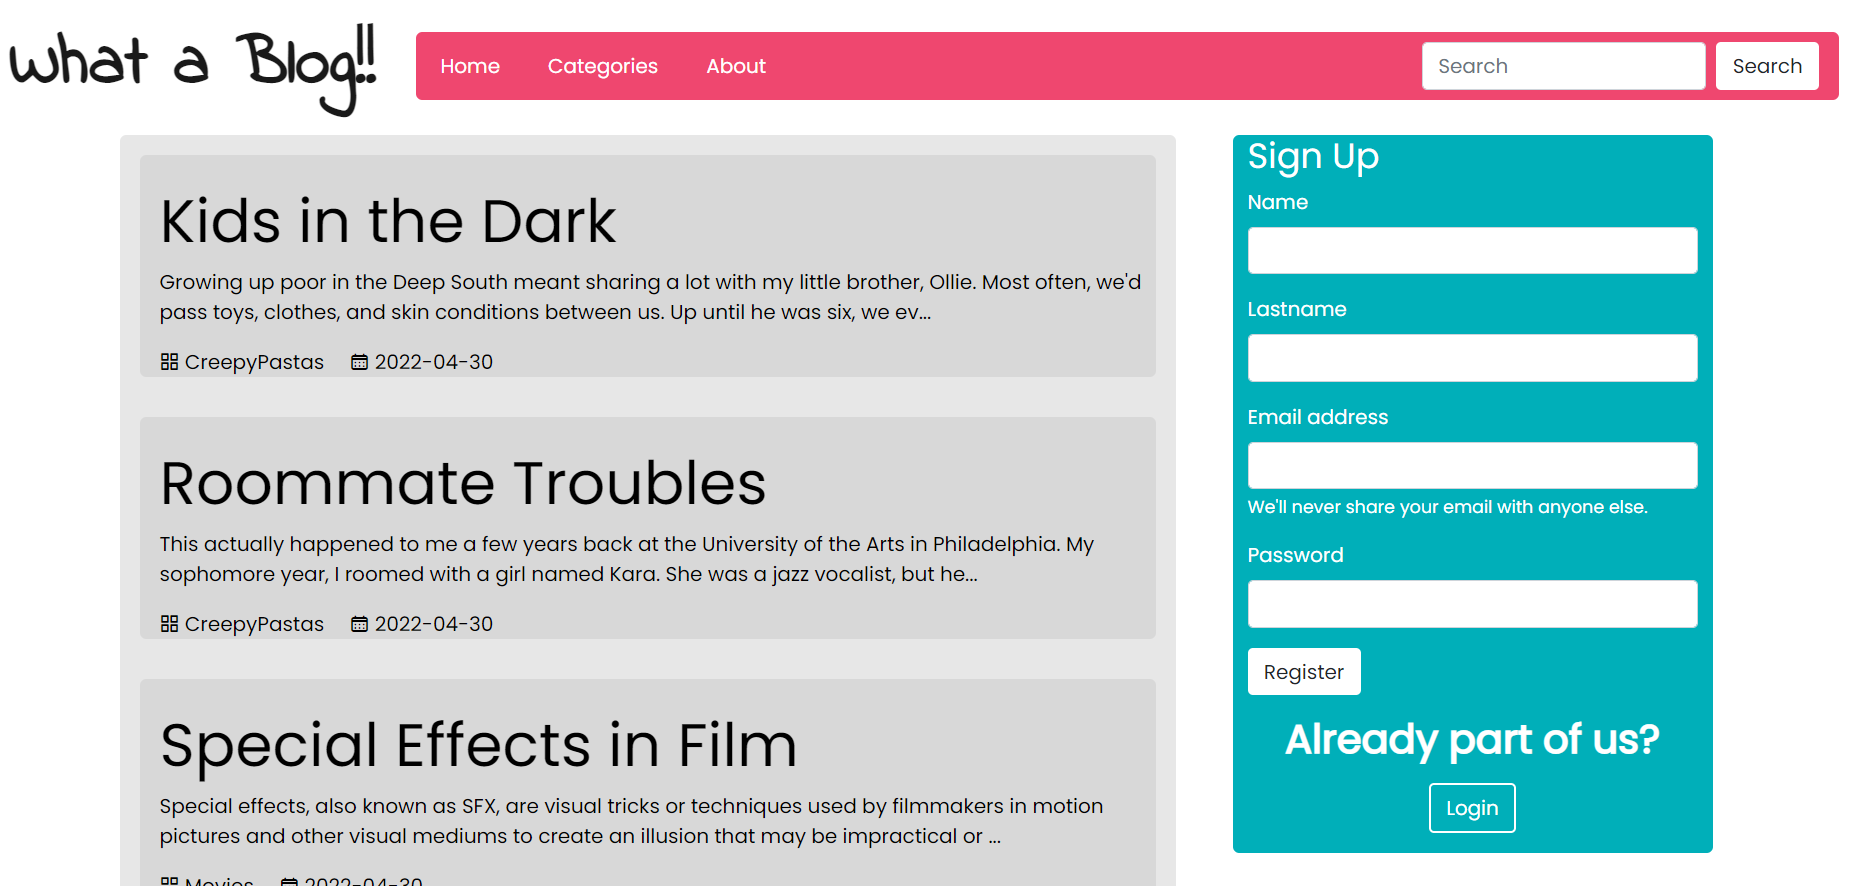 What a Blog!!
Home Categories About Search Search
Kids in the Dark
Growing up poor in the Deep South meant sharing a lot with my little brother, Ollie. Most often, we'd
pass toys, clothes, and skin conditions between us. Up until he was six, we ev...
CreepyPastas 2022-04-30
Roommate Troubles
This actually happened to me a few years back at the University of the Arts in Philadelphia. My
sophomore year, I roomed with a girl named Kara. She was a jazz vocalist, but he...
CreepyPastas 2022-04-30
Special Effects in Film
Special effects, also known as SFX, are visual tricks or techniques used by filmmakers in motion
pictures and other visual mediums to create an illusion that may be impractical or ...
Movies 2022-04-30
Sign Up
Name
Lastname
Email address
We'll never share your email with anyone else.
Password
Register
Already part of us?
Login